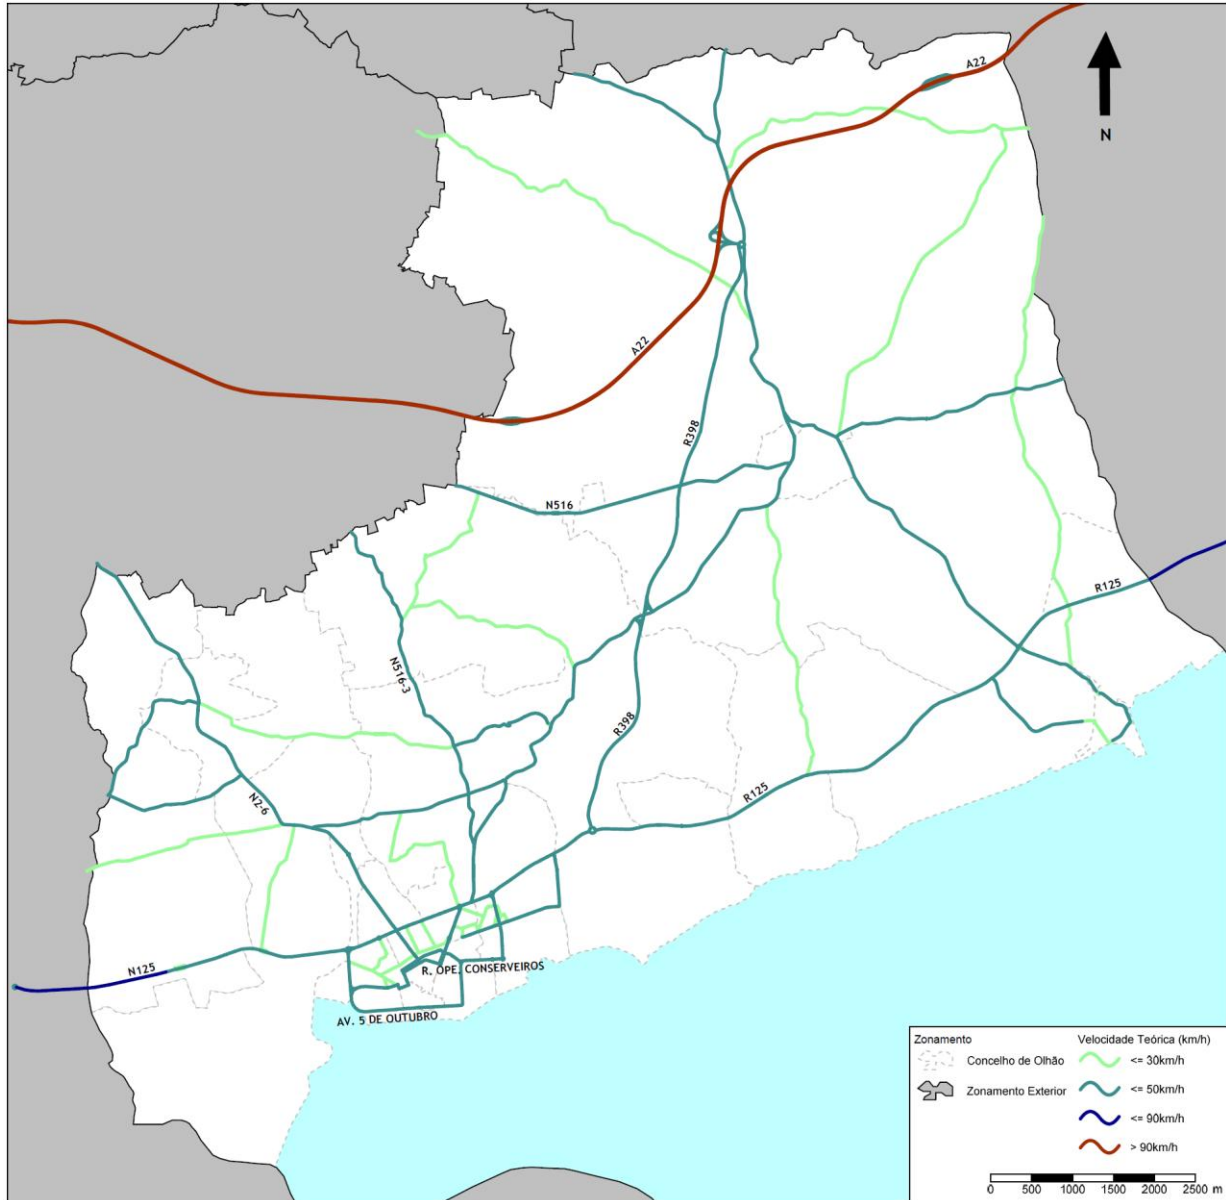 A22
N
A22
R398
N516
R125
N516-3
R398
N2-6
R125
N125
R. OPE. CONSERVEIROS
AV. 5 DE OUTUBRO
Zonamento
Concelho de Olhão
Zonamento Exterior
Velocidade Teórica (km/h)
<= 30km/h
<= 50km/h
<= 90km/h
> 90km/h
0 500 1000 1500 2000 2500 m